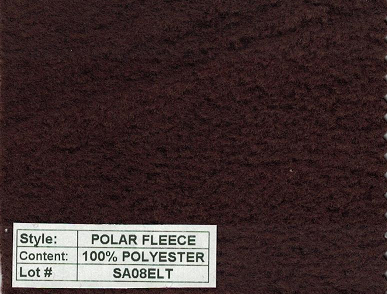 Style: POLAR FLEECE
Content: 100% POLYESTER
Lot # SA08ELT